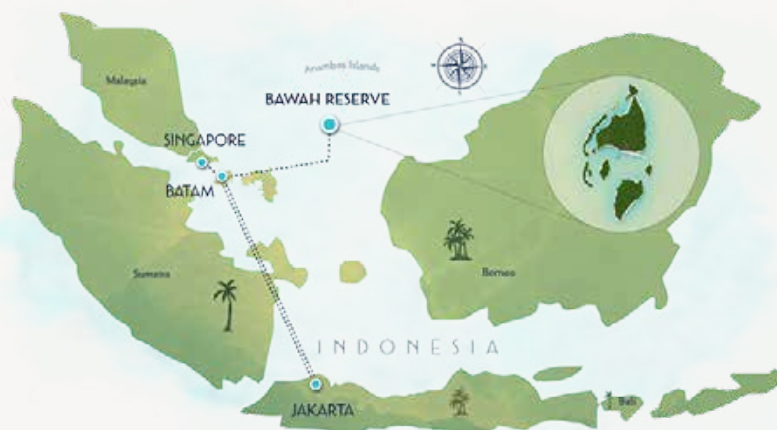 Anambas Islands
Malaysia
BAWAH RESERVE
SINGAPORE
BATAM
Sumatra
Borneo
INDONESIA
JAKARTA
Bali